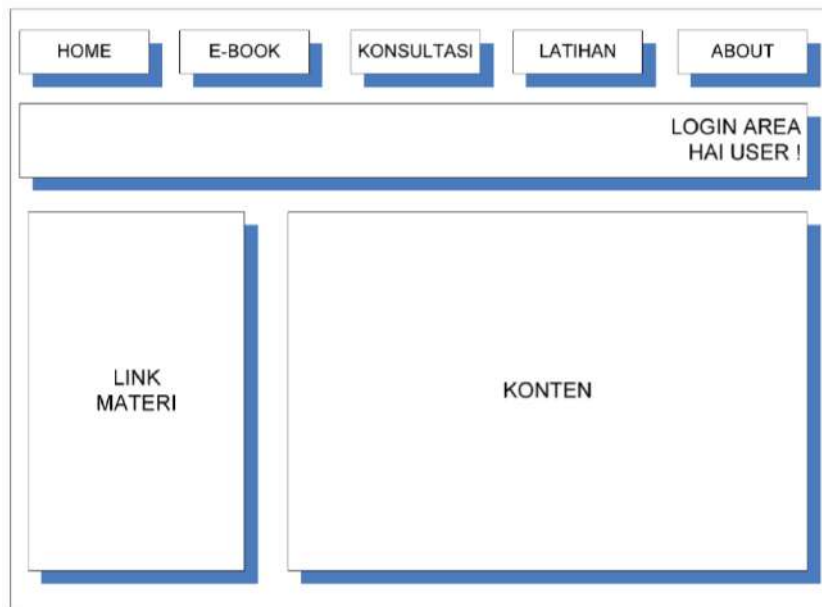 HOME
E-BOOK
KONSULTASI
LATIHAN
ABOUT
LOGIN AREA
HAI USER !
LINK
MATERI
KONTEN